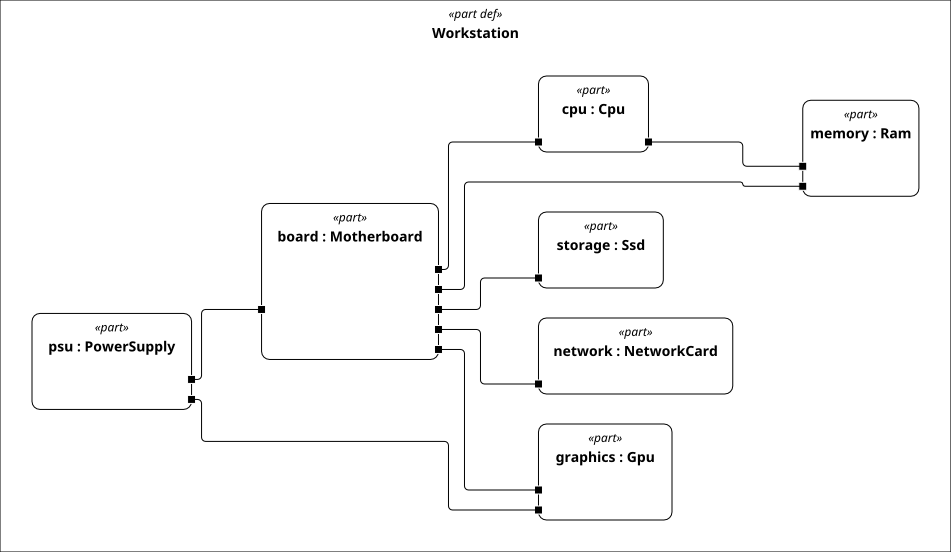 «part def»
Workstation
«part»
cpu : Cpu
«part»
memory : Ram
«part»
board : Motherboard
«part»
storage : Ssd
«part»
psu : PowerSupply
«part»
network : NetworkCard
«part»
graphics : Gpu